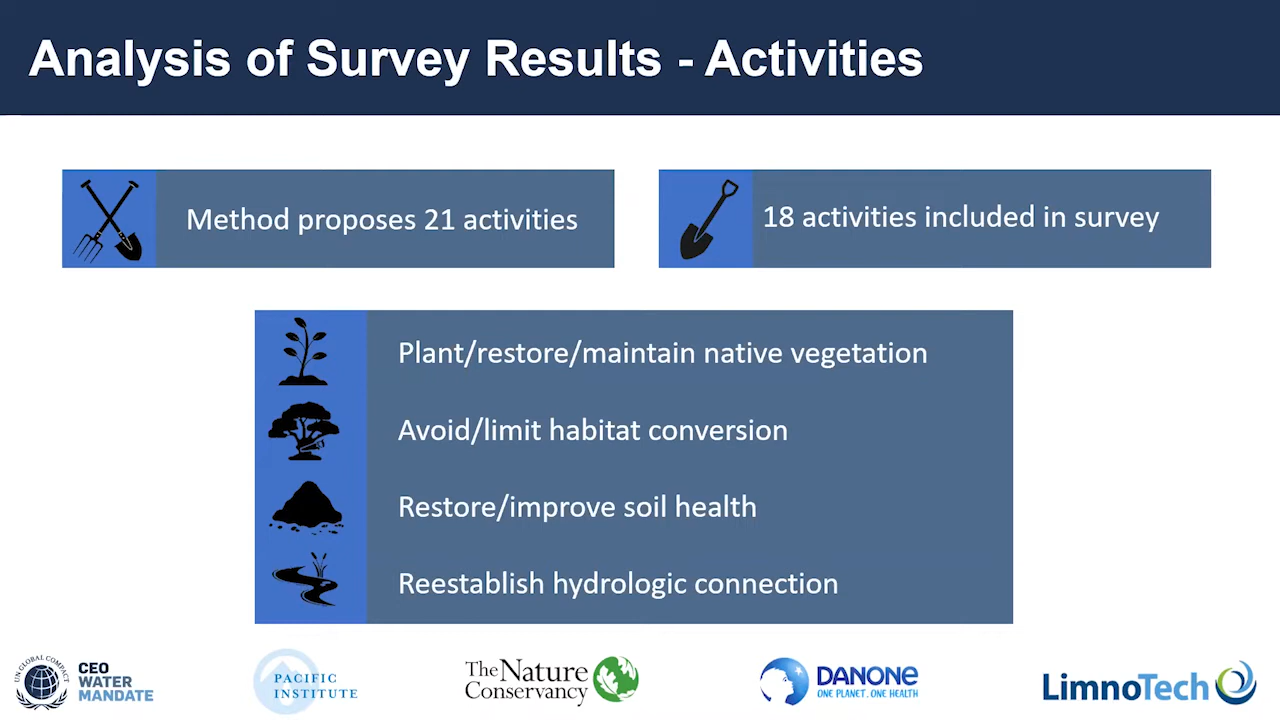 Analysis of Survey Results - Activities
Method proposes 21 activities
18 activities included in survey
Plant/restore/maintain native vegetation
Avoid/limit habitat conversion
Restore/improve soil health
Reestablish hydrologic connection
UN GLOBAL COMPACT
CEO
WATER
MANDATE
PACIFIC
INSTITUTE
The Nature
Conservancy
DANONE
ONE PLANET. ONE HEALTH
LimnoTech